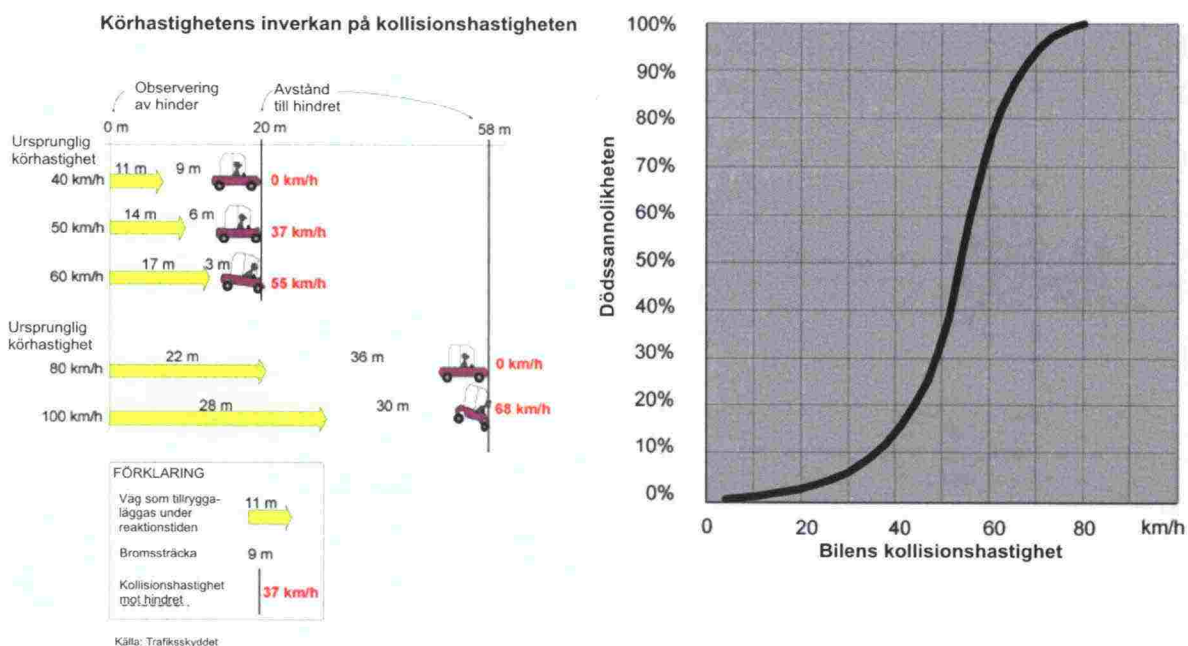 Körhastighetens inverkan på kollisionshastigheten
Observering
av hinder
Avstånd
till hindret
0 m
20 m
58 m
Ursprunglig
körhastighet
40 km/h
11 m
9 m
0 km/h
50 km/h
14 m
6 m
37 km/h
60 km/h
17 m
3 m
55 km/h
Ursprunglig
körhastighet
80 km/h
22 m
36 m
0 km/h
100 km/h
28 m
30 m
68 km/h
FÖRKLARING
Väg som tillrygga-
läggas under
reaktionstiden
11 m
Bromssträcka
9 m
Kollisionshastighet
mot hindret
37 km/h
Källa: Trafiksskyddet
Dödssannolikheten
100%
90%
80%
70%
60%
50%
40%
30%
20%
10%
0%
0
20
40
60
80
km/h
Bilens kollisionshastighet